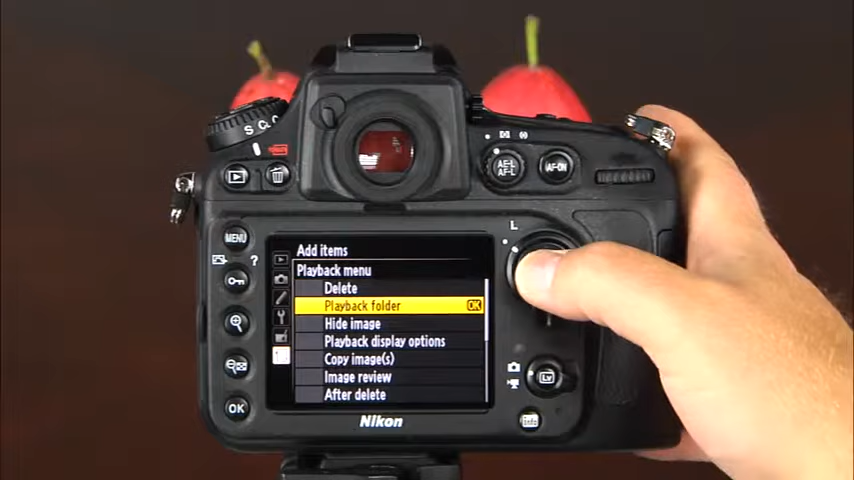 S CL C
AE-L
AF-L
AF-ON
MENU
?
L
Add items
Playback menu
Delete
Playback folder OK
Hide image
Playback display options
Copy image(s)
Image review
After delete
Lv
OK
Nikon
info